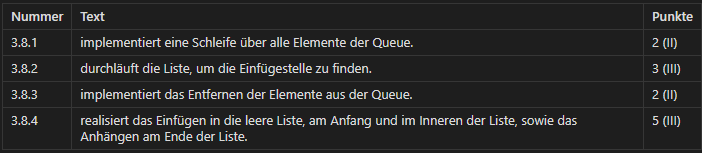 Nummer Text Punkte
3.8.1 implementiert eine Schleife über alle Elemente der Queue. 2 (II)
3.8.2 durchläuft die Liste, um die Einfügestelle zu finden. 3 (III)
3.8.3 implementiert das Entfernen der Elemente aus der Queue. 2 (II)
3.8.4 realisiert das Einfügen in die leere Liste, am Anfang und im Inneren der Liste, sowie das 5 (III)
Anhängen am Ende der Liste.